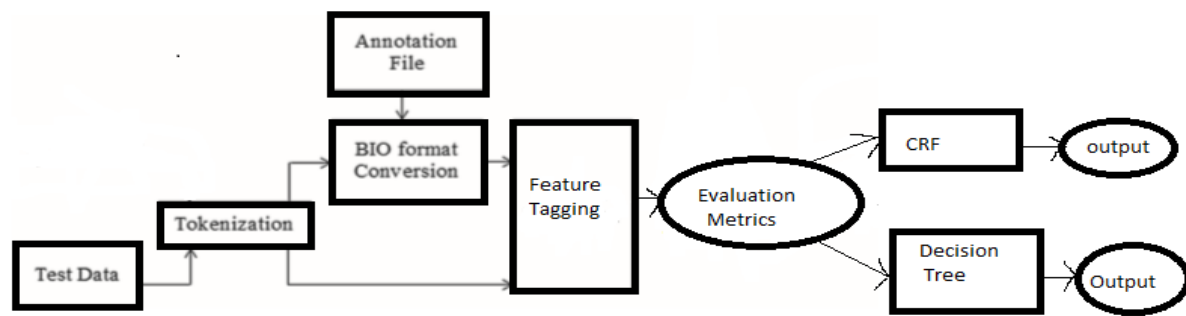 Annotation
File
BIO format
Conversion
Tokenization
Test Data
Feature
Tagging
Evaluation
Metrics
CRF
output
Decision
Tree
Output